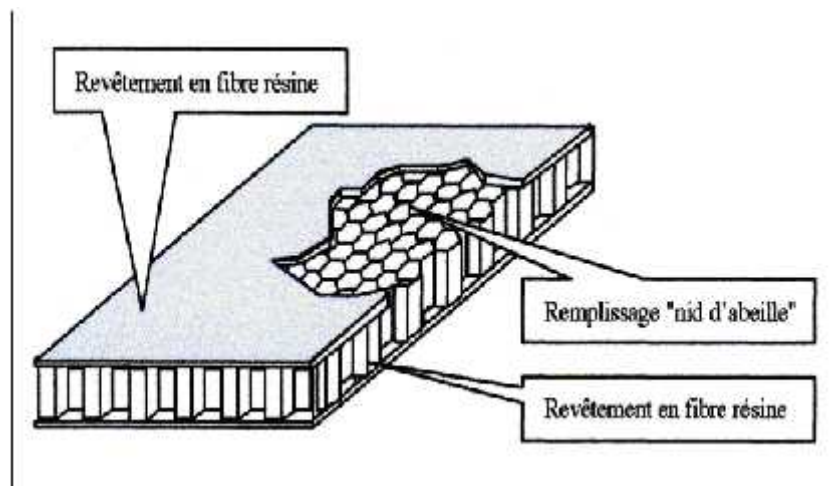 Revêtement en fibre résine
Remplissage "nid d'abeille"
Revêtement en fibre résine